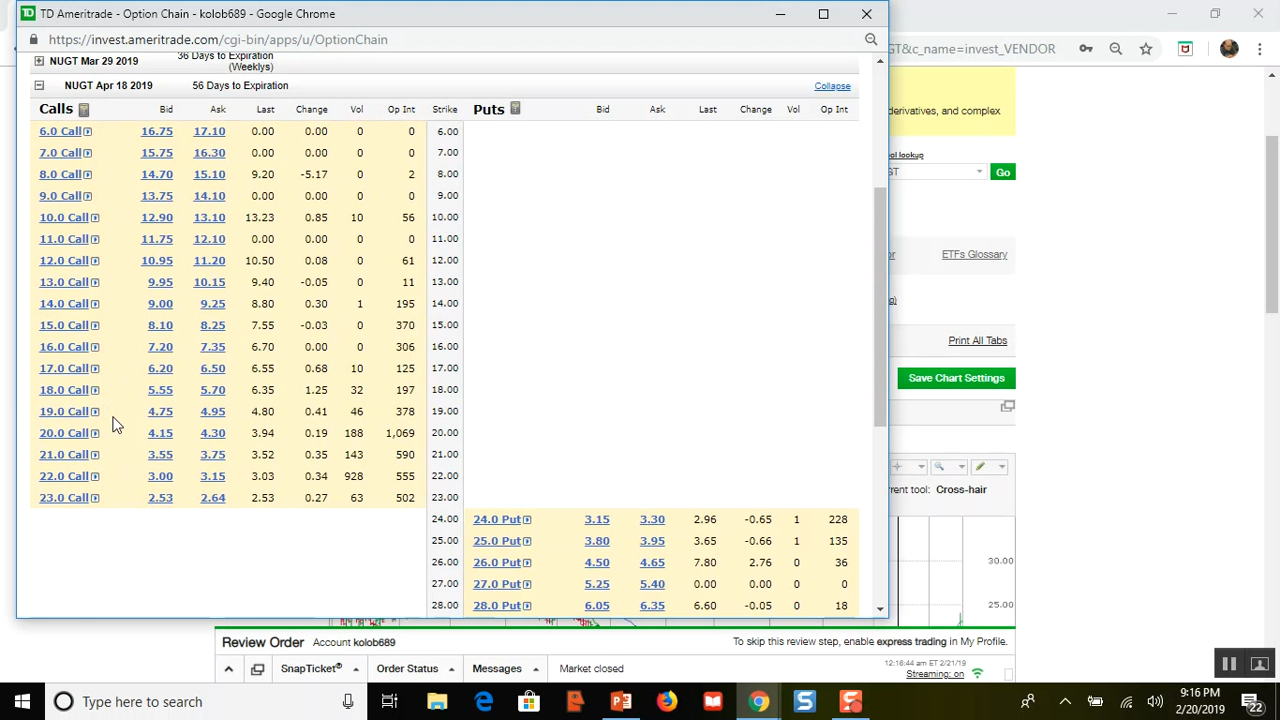 TD Ameritrade - Option Chain - kolob689 - Google Chrome
https://invest.ameritrade.com/cgi-bin/apps/u/OptionChain
GT&c_name=invest_VENDOR
NUGT Mar 29 2019 36 Days to Expiration
(Weeklys)
NUGT Apr 18 2019 56 Days to Expiration Collapse
Calls Bid Ask Last Change Vol Op Int Strike Puts Bid Ask Last Change Vol Op Int
6.0 Call 16.75 17.10 0.00 0.00 0 0 6.00
7.0 Call 15.75 16.30 0.00 0.00 0 0 7.00
8.0 Call 14.70 15.10 9.20 -5.17 0 2 8.00
9.0 Call 13.75 14.10 0.00 0.00 0 0 9.00
10.0 Call 12.90 13.10 13.23 0.85 10 56 10.00
11.0 Call 11.75 12.10 0.00 0.00 0 0 11.00
12.0 Call 10.95 11.20 10.50 0.08 0 61 12.00
13.0 Call 9.95 10.15 9.40 -0.05 0 11 13.00
14.0 Call 9.00 9.25 8.80 0.30 1 195 14.00
15.0 Call 8.10 8.25 7.55 -0.03 0 370 15.00
16.0 Call 7.20 7.35 6.70 0.00 0 306 16.00
17.0 Call 6.20 6.50 6.55 0.68 10 125 17.00
18.0 Call 5.55 5.70 6.35 1.25 32 197 18.00
19.0 Call 4.75 4.95 4.80 0.41 46 378 19.00
20.0 Call 4.15 4.30 3.94 0.19 188 1,069 20.00
21.0 Call 3.55 3.75 3.52 0.35 143 590 21.00
22.0 Call 3.00 3.15 3.03 0.34 928 555 22.00
23.0 Call 2.53 2.64 2.53 0.27 63 502 23.00
24.00 24.0 Put 3.15 3.30 2.96 -0.65 1 228
25.00 25.0 Put 3.80 3.95 3.65 -0.66 1 135
26.00 26.0 Put 4.50 4.65 7.80 2.76 0 36
27.00 27.0 Put 5.25 5.40 0.00 0.00 0 0
28.00 28.0 Put 6.05 6.35 6.60 -0.05 0 18
derivatives, and complex
ol lookup
GT Go
or ETFs Glossary
Print All Tabs
Save Chart Settings
rrent tool: Cross-hair
30.00
25.00
Review Order Account kolob689 To skip this review step, enable express trading in My Profile.
SnapTicket® Order Status Messages Market closed 12:16:44 am ET 2/21/19
Streaming: on
Type here to search
9:16 PM
2/20/2019
22